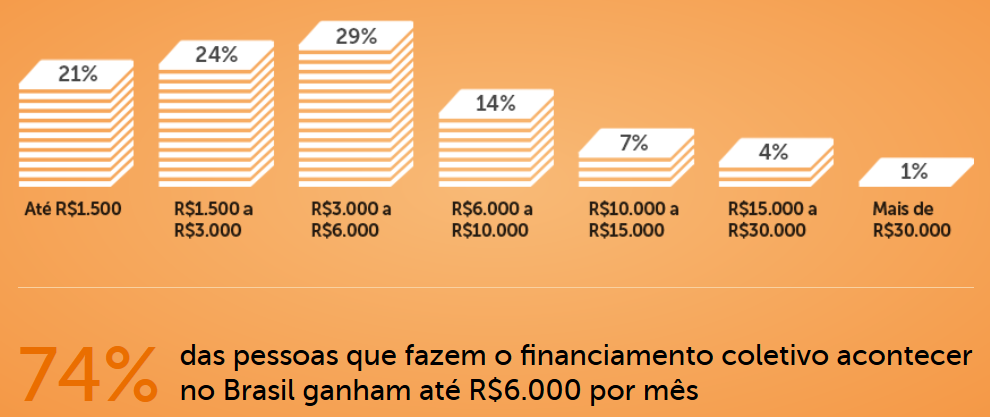 21%
24%
29%
14%
7%
4%
1%
Até R$1.500
R$1.500 a
R$3.000
R$3.000 a
R$6.000
R$6.000 a
R$10.000
R$10.000 a
R$15.000
R$15.000 a
R$30.000
Mais de
R$30.000
74%
das pessoas que fazem o financiamento coletivo acontecer
no Brasil ganham até R$6.000 por mês